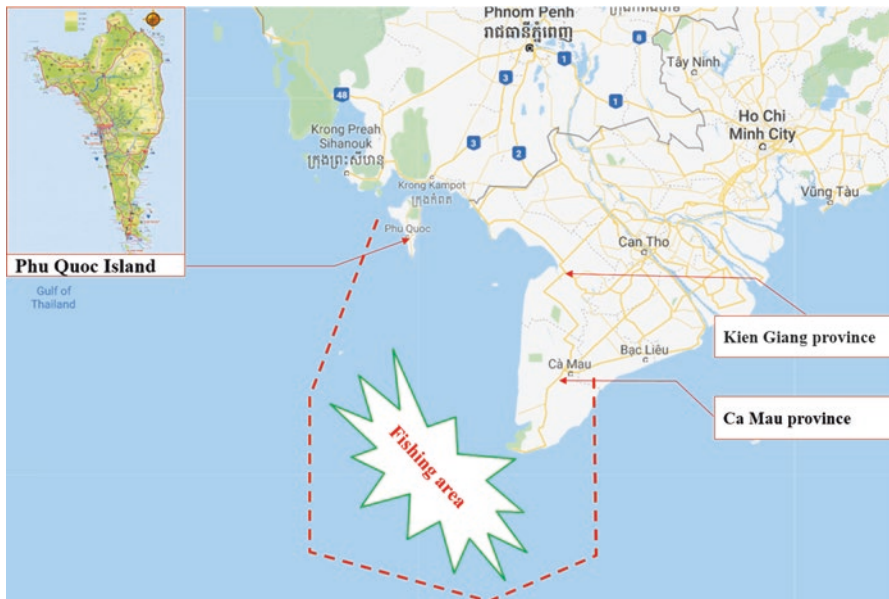 Phnom Penh
រាជធានីភ្នំពេញ
Tây Ninh
Ho Chi
Minh City
Vũng Tàu
48
3
1
8
1
3
2
Krong Preah
Sihanouk
ក្រុងព្រះសីហនុ
Krong Kampot
ក្រុងកំពត
Phu Quoc
Phu Quoc Island
Gulf of
Thailand
Can Tho
Kien Giang province
Bạc Liêu
Cà Mau
Ca Mau province
Fishing area